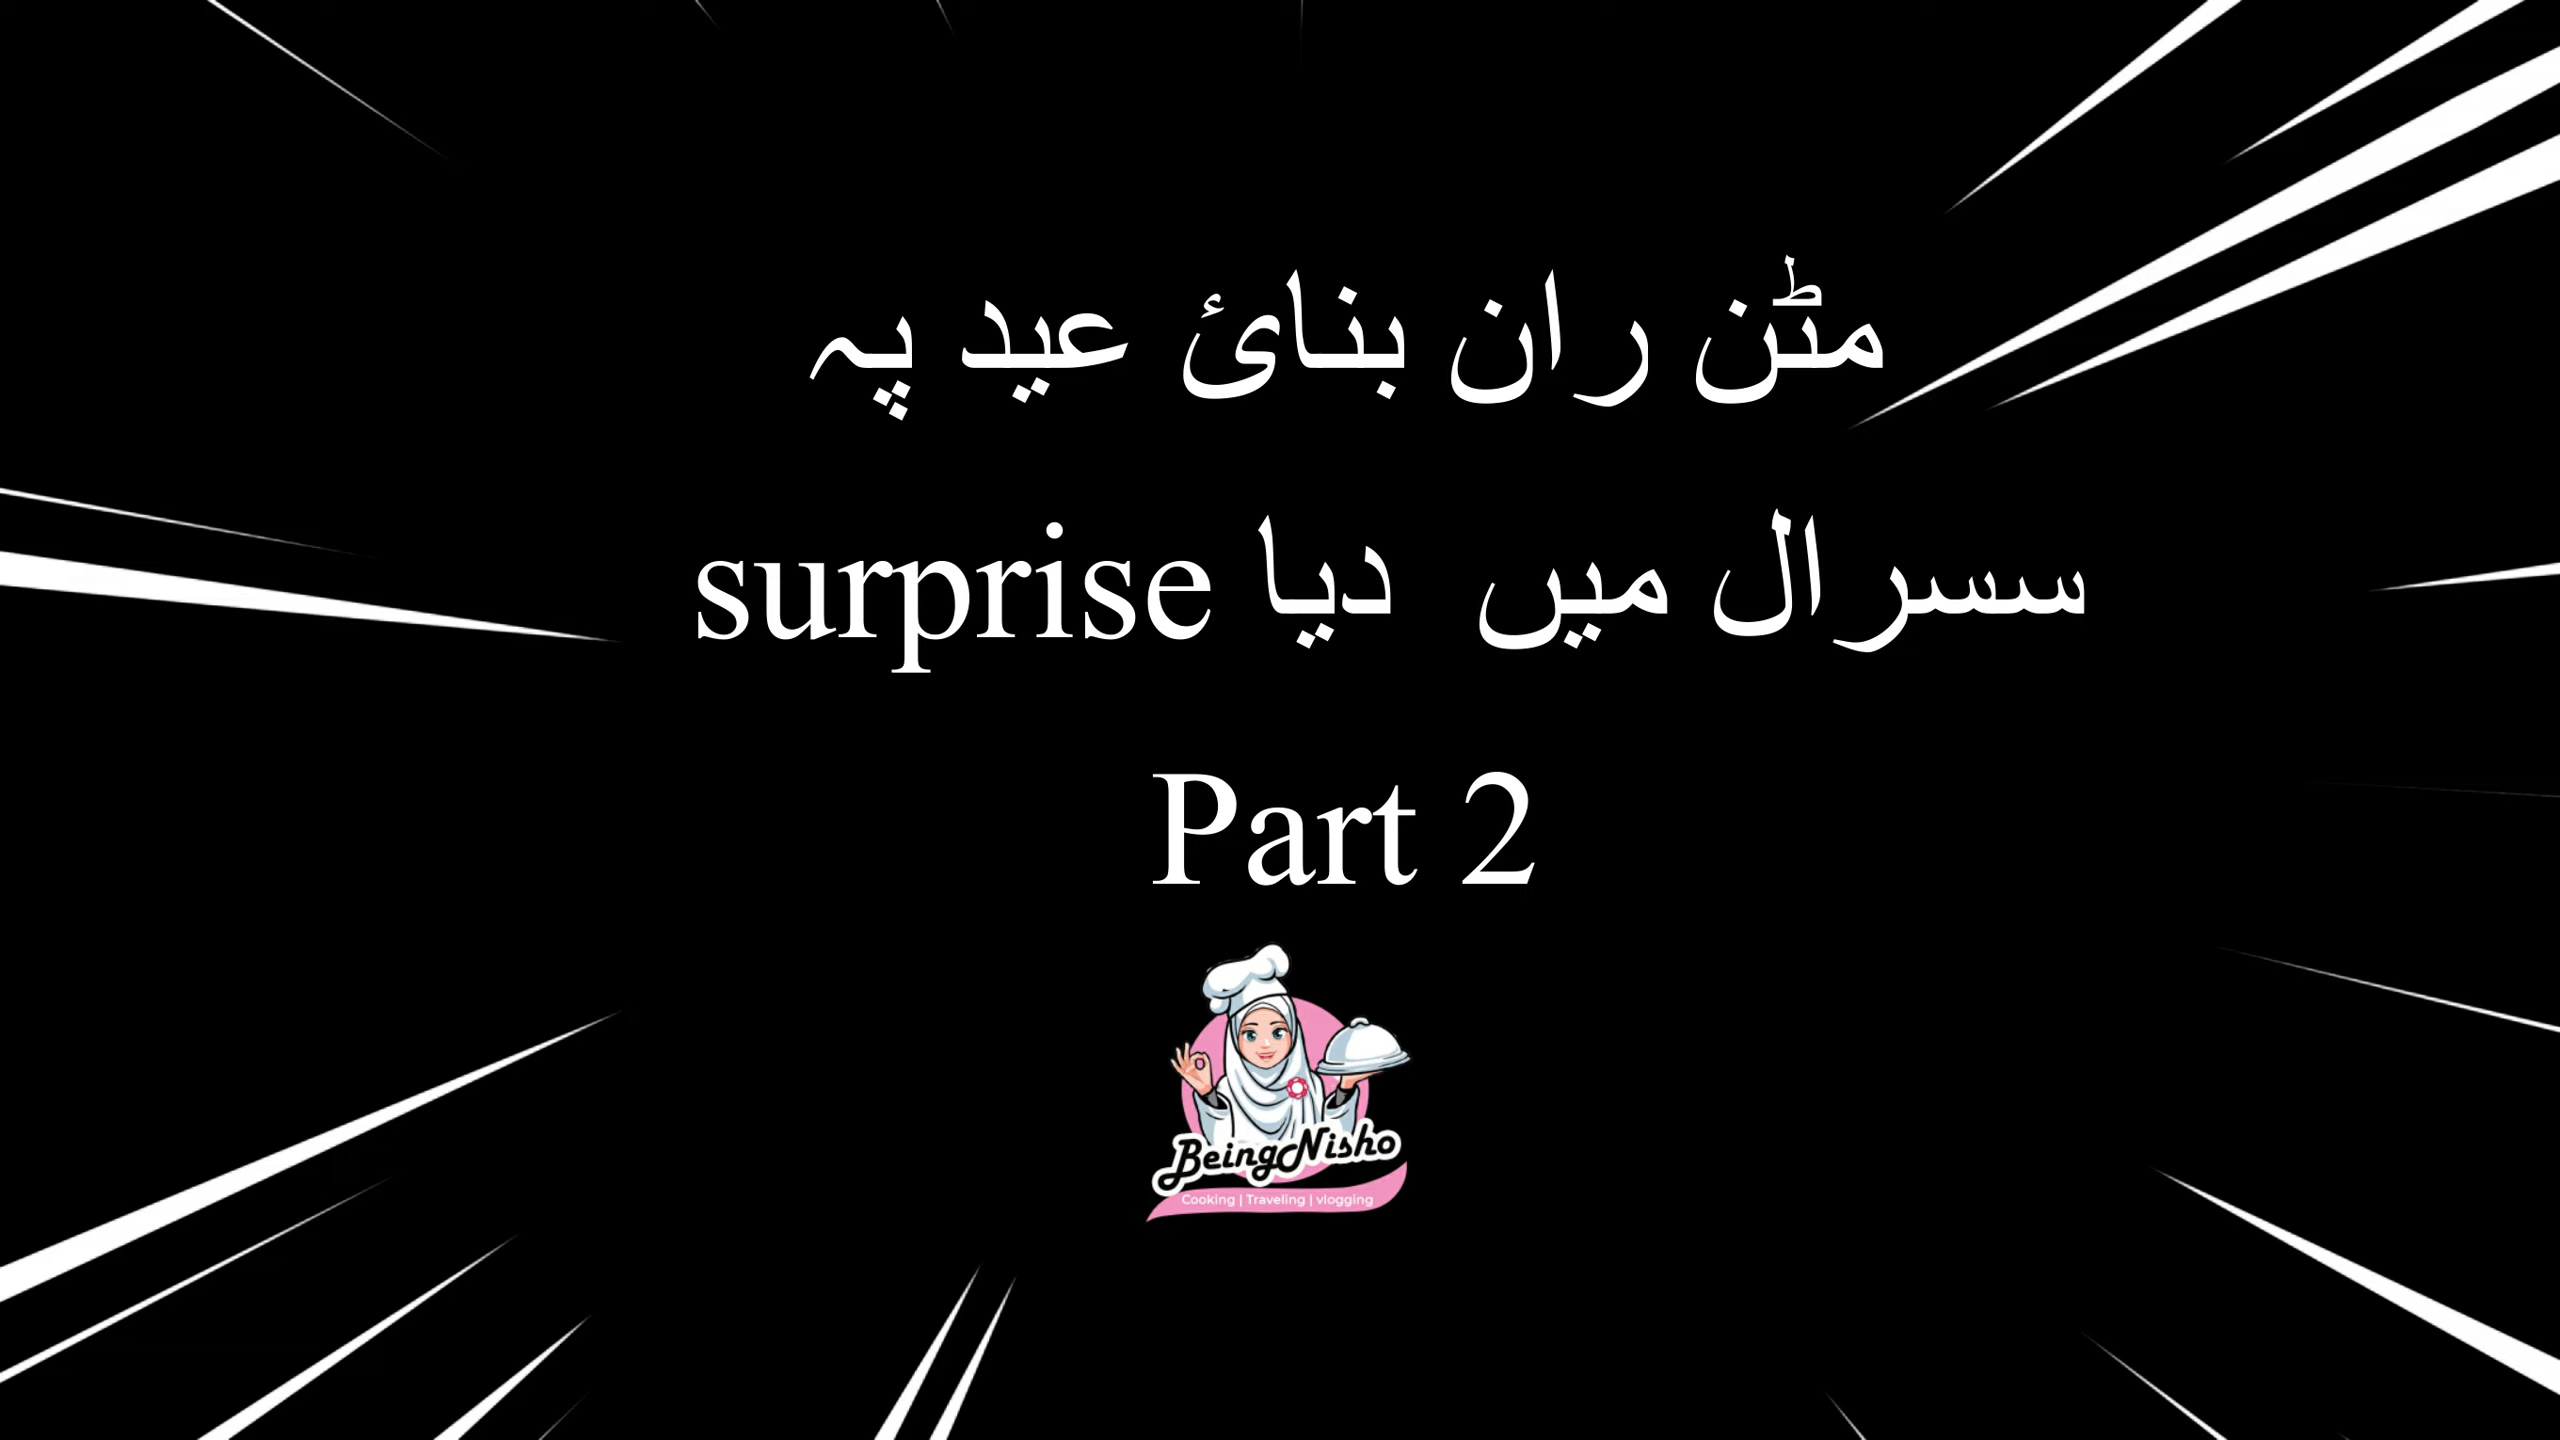 مٹن ران بنائ عید پہ
سسرال میں دیا surprise
Part 2
BeingNisho
Cooking | Traveling | vlogging